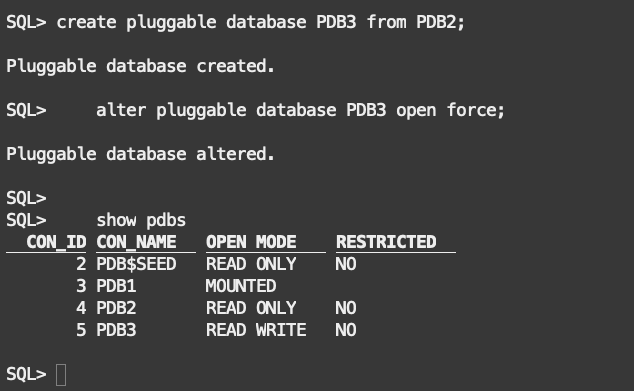 SQL> create pluggable database PDB3 from PDB2;
Pluggable database created.
SQL>     alter pluggable database PDB3 open force;
Pluggable database altered.
SQL>
SQL>     show pdbs
CON_ID CON_NAME   OPEN MODE   RESTRICTED
2 PDB$SEED   READ ONLY   NO
3 PDB1       MOUNTED
4 PDB2       READ ONLY   NO
5 PDB3       READ WRITE  NO
SQL>